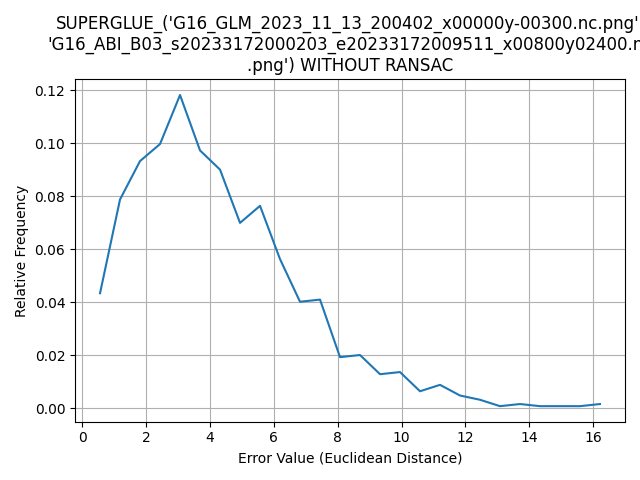 SUPERGLUE_('G16_GLM_2023_11_13_200402_x00000y-00300.nc.png'
'G16_ABI_B03_s20233172000203_e20233172009511_x00800y02400.n
.png') WITHOUT RANSAC
0.12
0.10
0.08
0.06
0.04
0.02
0.00
Relative Frequency
0 2 4 6 8 10 12 14 16
Error Value (Euclidean Distance)